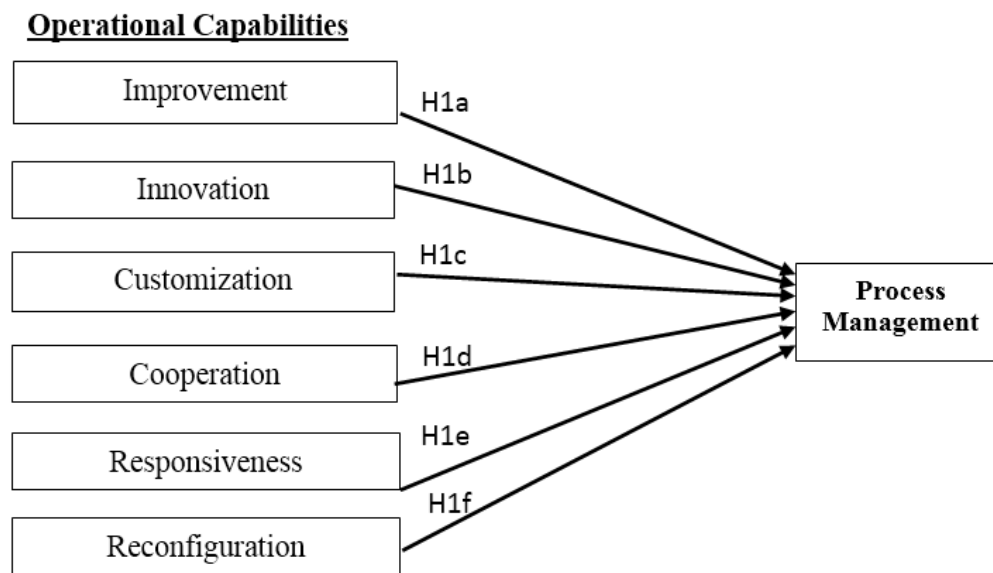 Operational Capabilities
Improvement
H1a
Innovation
H1b
Customization
H1c
Cooperation
H1d
Responsiveness
H1e
Reconfiguration
H1f
Process
Management